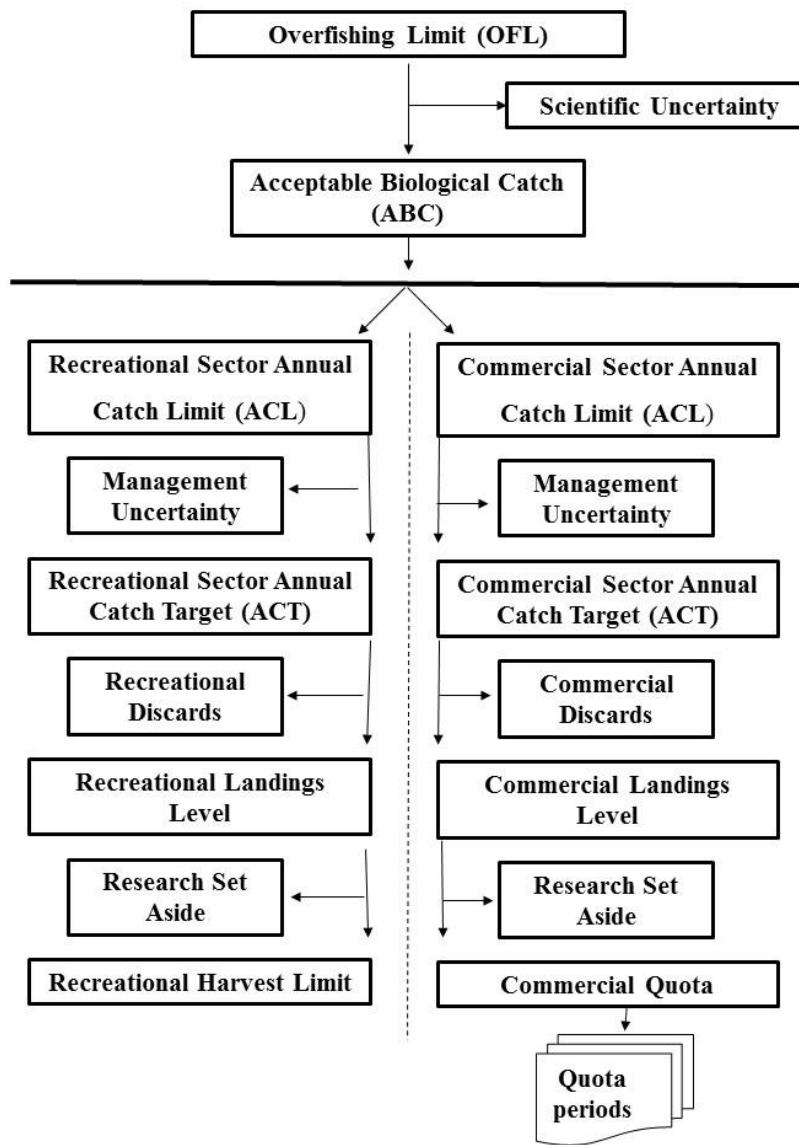 Overfishing Limit (OFL)
Scientific Uncertainty
Acceptable Biological Catch
(ABC)
Recreational Sector Annual
Catch Limit (ACL)
Commercial Sector Annual
Catch Limit (ACL)
Management
Uncertainty
Management
Uncertainty
Recreational Sector Annual
Catch Target (ACT)
Commercial Sector Annual
Catch Target (ACT)
Recreational
Discards
Commercial
Discards
Recreational Landings
Level
Commercial Landings
Level
Research Set
Aside
Research Set
Aside
Recreational Harvest Limit
Commercial Quota
Quota
periods